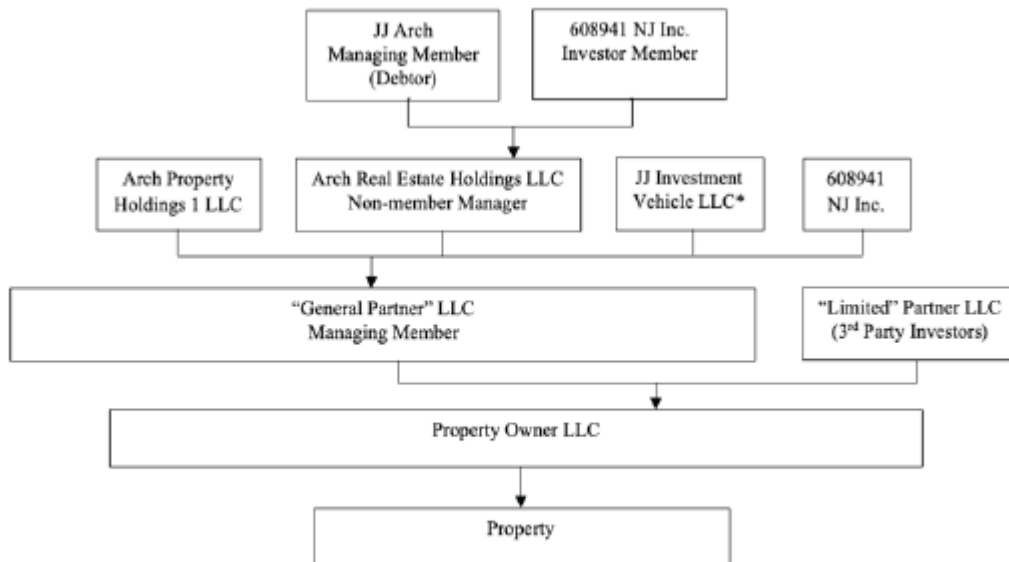 JJ Arch
Managing Member
(Debtor)
608941 NJ Inc.
Investor Member
Arch Property
Holdings 1 LLC
Arch Real Estate Holdings LLC
Non-member Manager
JJ Investment
Vehicle LLC*
608941
NJ Inc.
“General Partner” LLC
Managing Member
“Limited” Partner LLC
(3rd Party Investors)
Property Owner LLC
Property